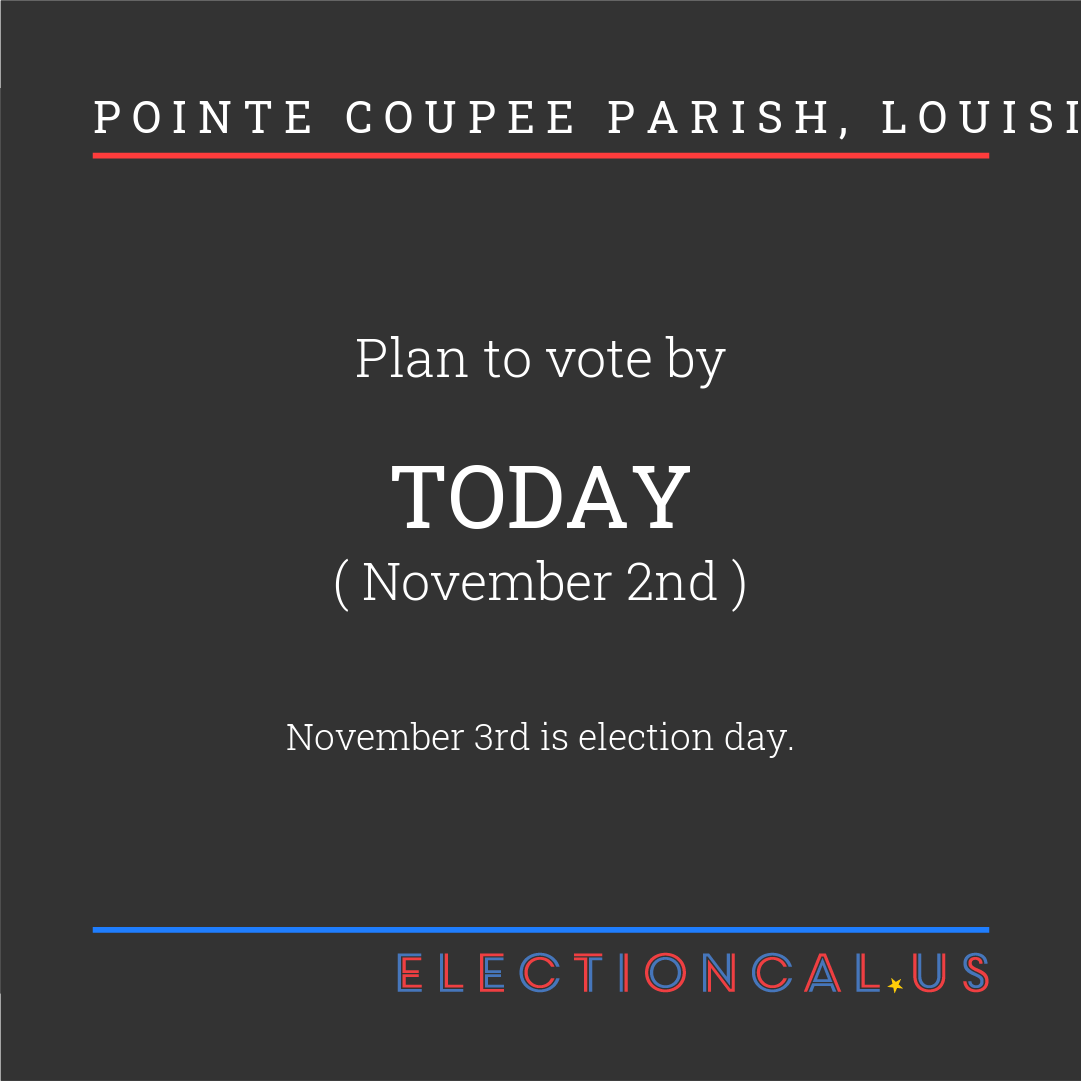 POINTE COUPEE PARISH, LOUISI
Plan to vote by
TODAY
( November 2nd )
November 3rd is election day.
ELECTIONCAL.US